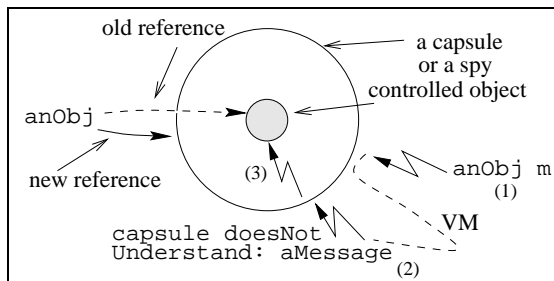 old reference
a capsule
or a spy
controlled object
anObj
new reference
(3)
anObj m
(1)
VM
capsule doesNot
Understand: aMessage
(2)